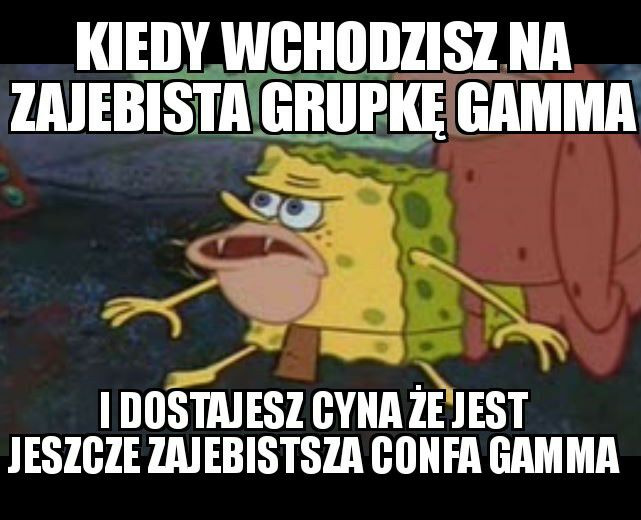 KIEDY WCHODZISZ NA
ZAJEBISTA GRUPKĘ GAMMA
I DOSTAJESZ CYNA ŻE JEST
JESZCZE ZAJEBISTSZA CONFA GAMMA